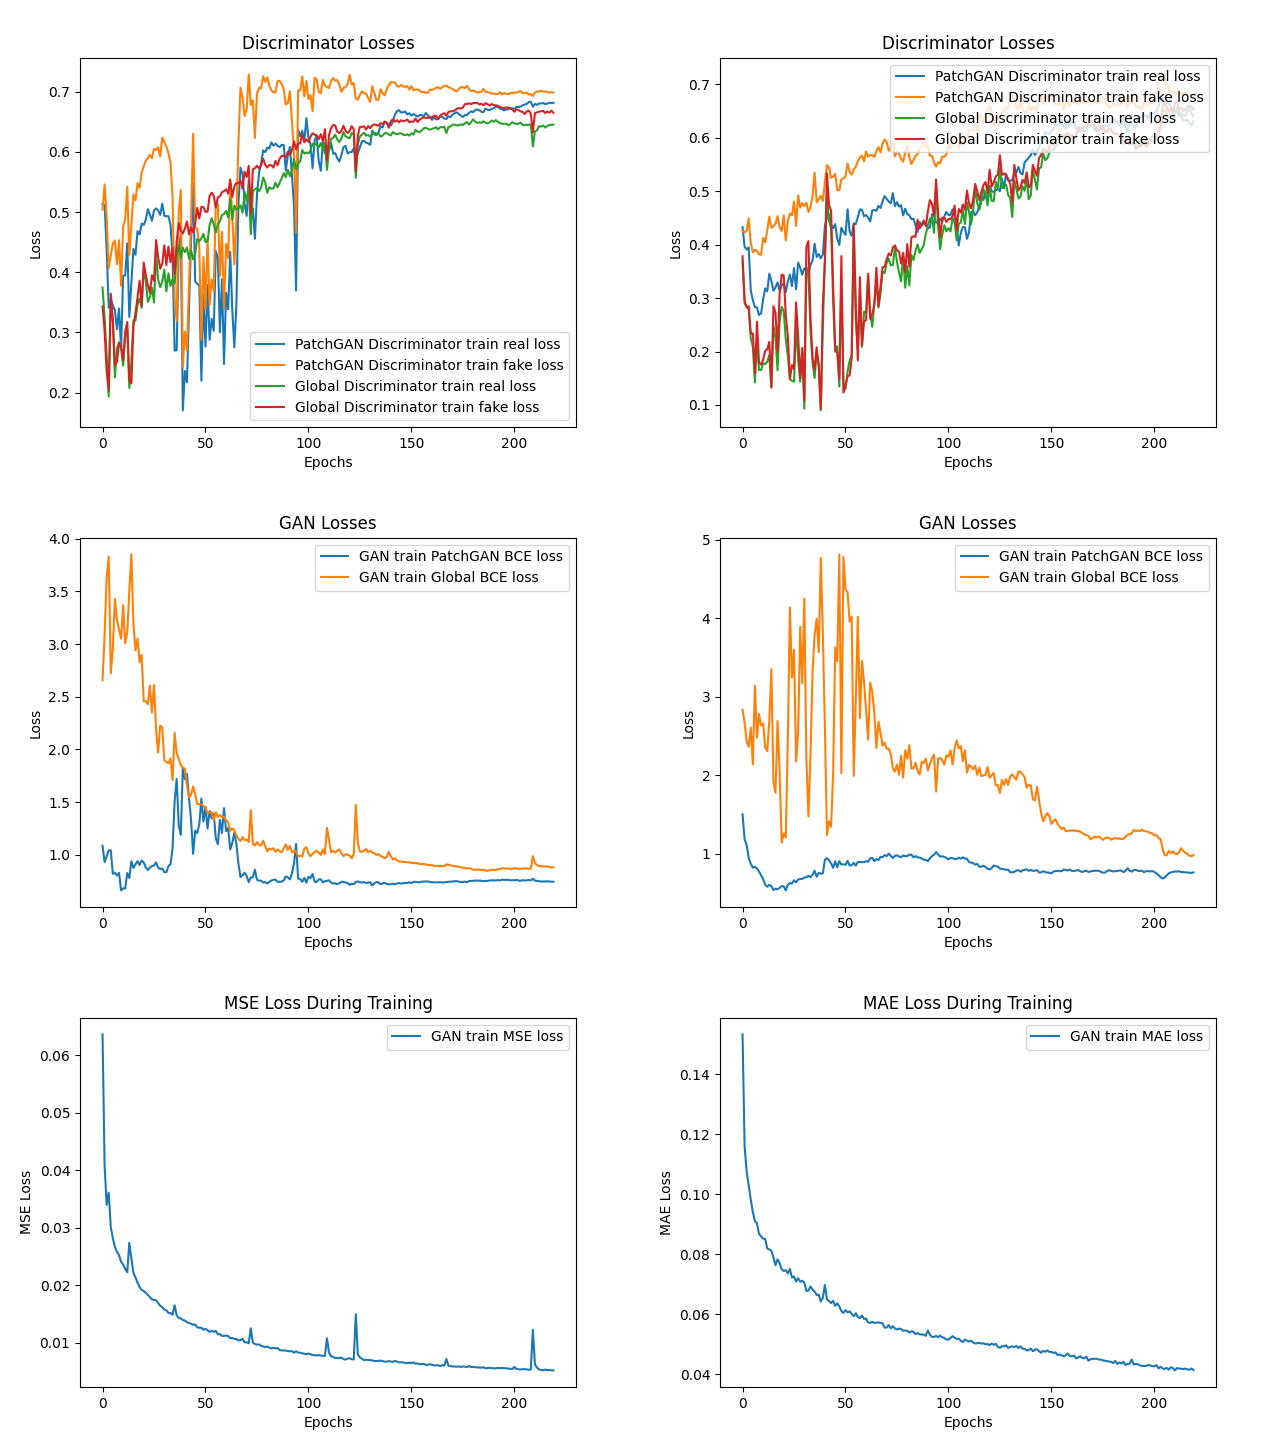 Discriminator Losses
Loss
0.7
0.6
0.5
0.4
0.3
0.2
PatchGAN Discriminator train real loss
PatchGAN Discriminator train fake loss
Global Discriminator train real loss
Global Discriminator train fake loss
0 50 100 150 200
Epochs
Discriminator Losses
Loss
0.7
0.6
0.5
0.4
0.3
0.2
0.1
PatchGAN Discriminator train real loss
PatchGAN Discriminator train fake loss
Global Discriminator train real loss
Global Discriminator train fake loss
0 50 100 150 200
Epochs
GAN Losses
Loss
4.0
3.5
3.0
2.5
2.0
1.5
1.0
GAN train PatchGAN BCE loss
GAN train Global BCE loss
0 50 100 150 200
Epochs
GAN Losses
Loss
5
4
3
2
1
GAN train PatchGAN BCE loss
GAN train Global BCE loss
0 50 100 150 200
Epochs
MSE Loss During Training
MSE Loss
0.06
0.05
0.04
0.03
0.02
0.01
GAN train MSE loss
0 50 100 150 200
Epochs
MAE Loss During Training
MAE Loss
0.14
0.12
0.10
0.08
0.06
0.04
GAN train MAE loss
0 50 100 150 200
Epochs